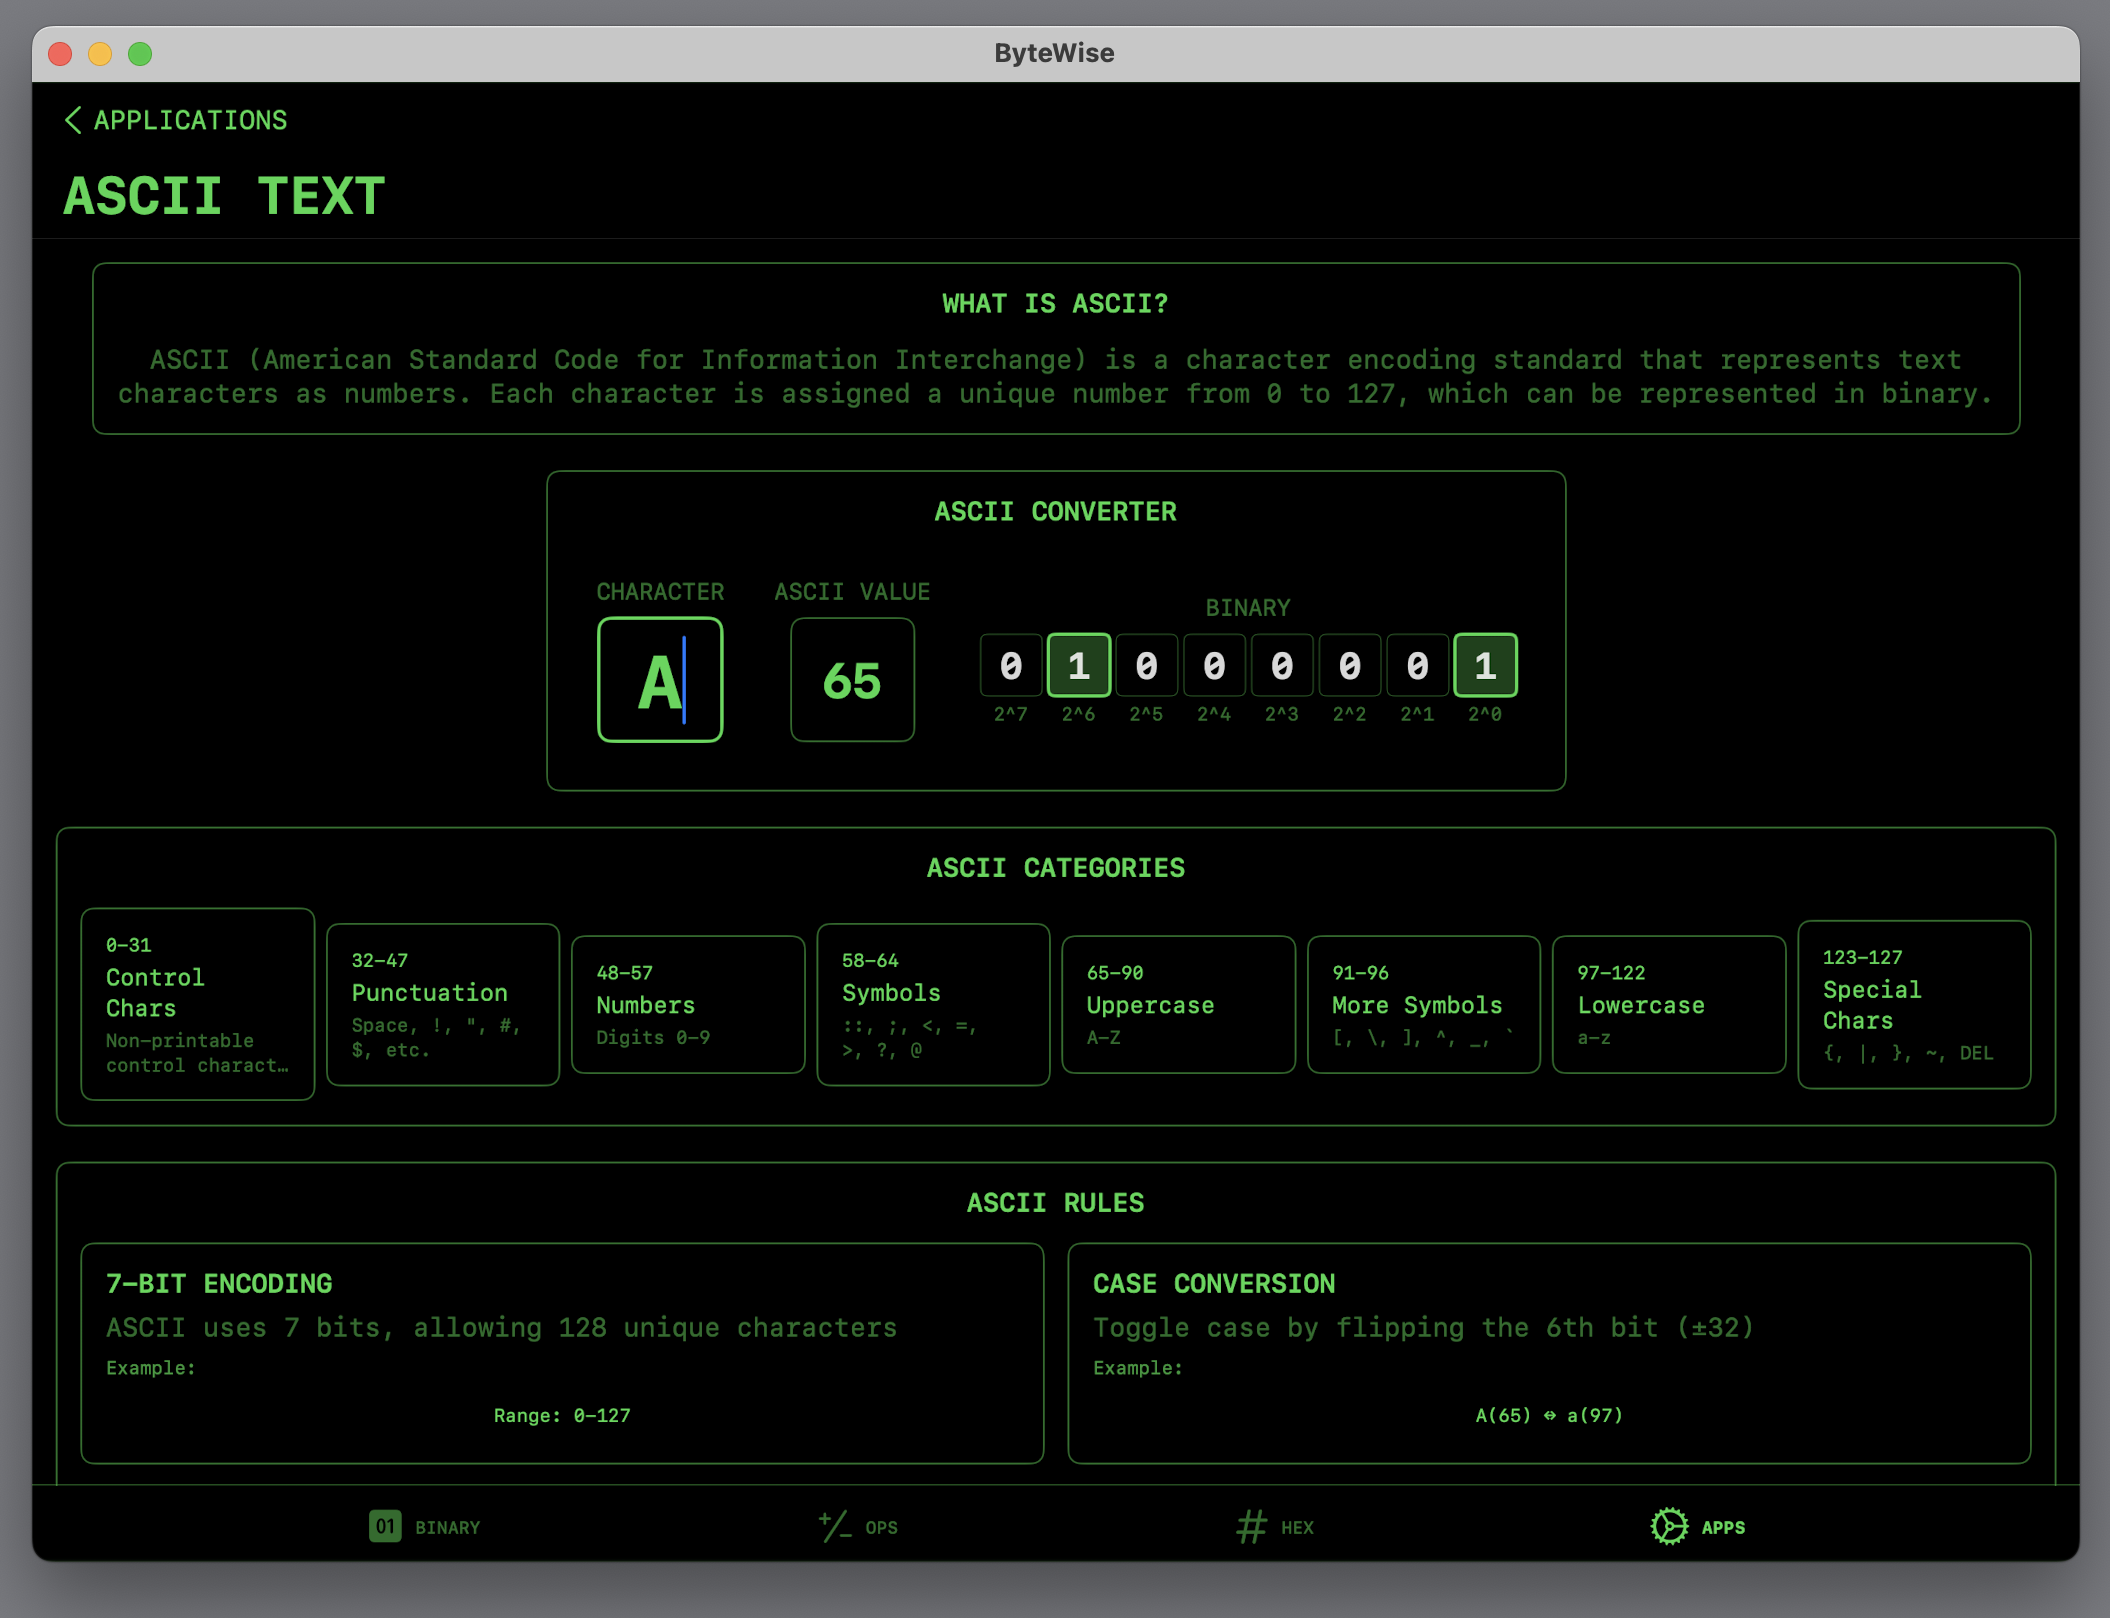 ByteWise
APPLICATIONS
ASCII TEXT
WHAT IS ASCII?
ASCII (American Standard Code for Information Interchange) is a character encoding standard that represents text
characters as numbers. Each character is assigned a unique number from 0 to 127, which can be represented in binary.
ASCII CONVERTER
CHARACTER
A
ASCII VALUE
65
BINARY
0 1 0 0 0 0 0 1
2^7 2^6 2^5 2^4 2^3 2^2 2^1 2^0
ASCII CATEGORIES
0–31
Control
Chars
Non-printable
control charact…
32–47
Punctuation
Space, !, ", #,
$, etc.
48–57
Numbers
Digits 0-9
58–64
Symbols
::, ;, <, =,
>, ?, @
65–90
Uppercase
A-Z
91–96
More Symbols
[, \, ], ^, _, `
97–122
Lowercase
a-z
123–127
Special
Chars
{, |, }, ~, DEL
ASCII RULES
7-BIT ENCODING
ASCII uses 7 bits, allowing 128 unique characters
Example:
Range: 0-127
CASE CONVERSION
Toggle case by flipping the 6th bit (±32)
Example:
A(65) ⇔ a(97)
01 BINARY
+/− OPS
# HEX
APPS